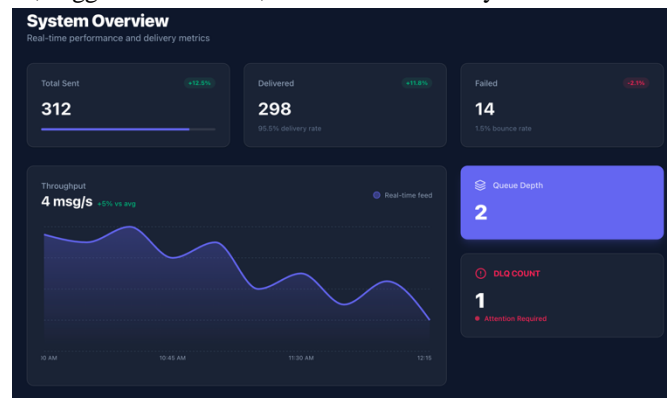 System Overview
Real-time performance and delivery metrics
Total Sent
+12.5%
312
Delivered
+11.8%
298
95.5% delivery rate
Failed
-2.1%
14
1.5% bounce rate
Throughput
4 msg/s +5% vs avg
Real-time feed
10:45 AM
11:30 AM
12:15
Queue Depth
2
DLQ COUNT
1
Attention Required